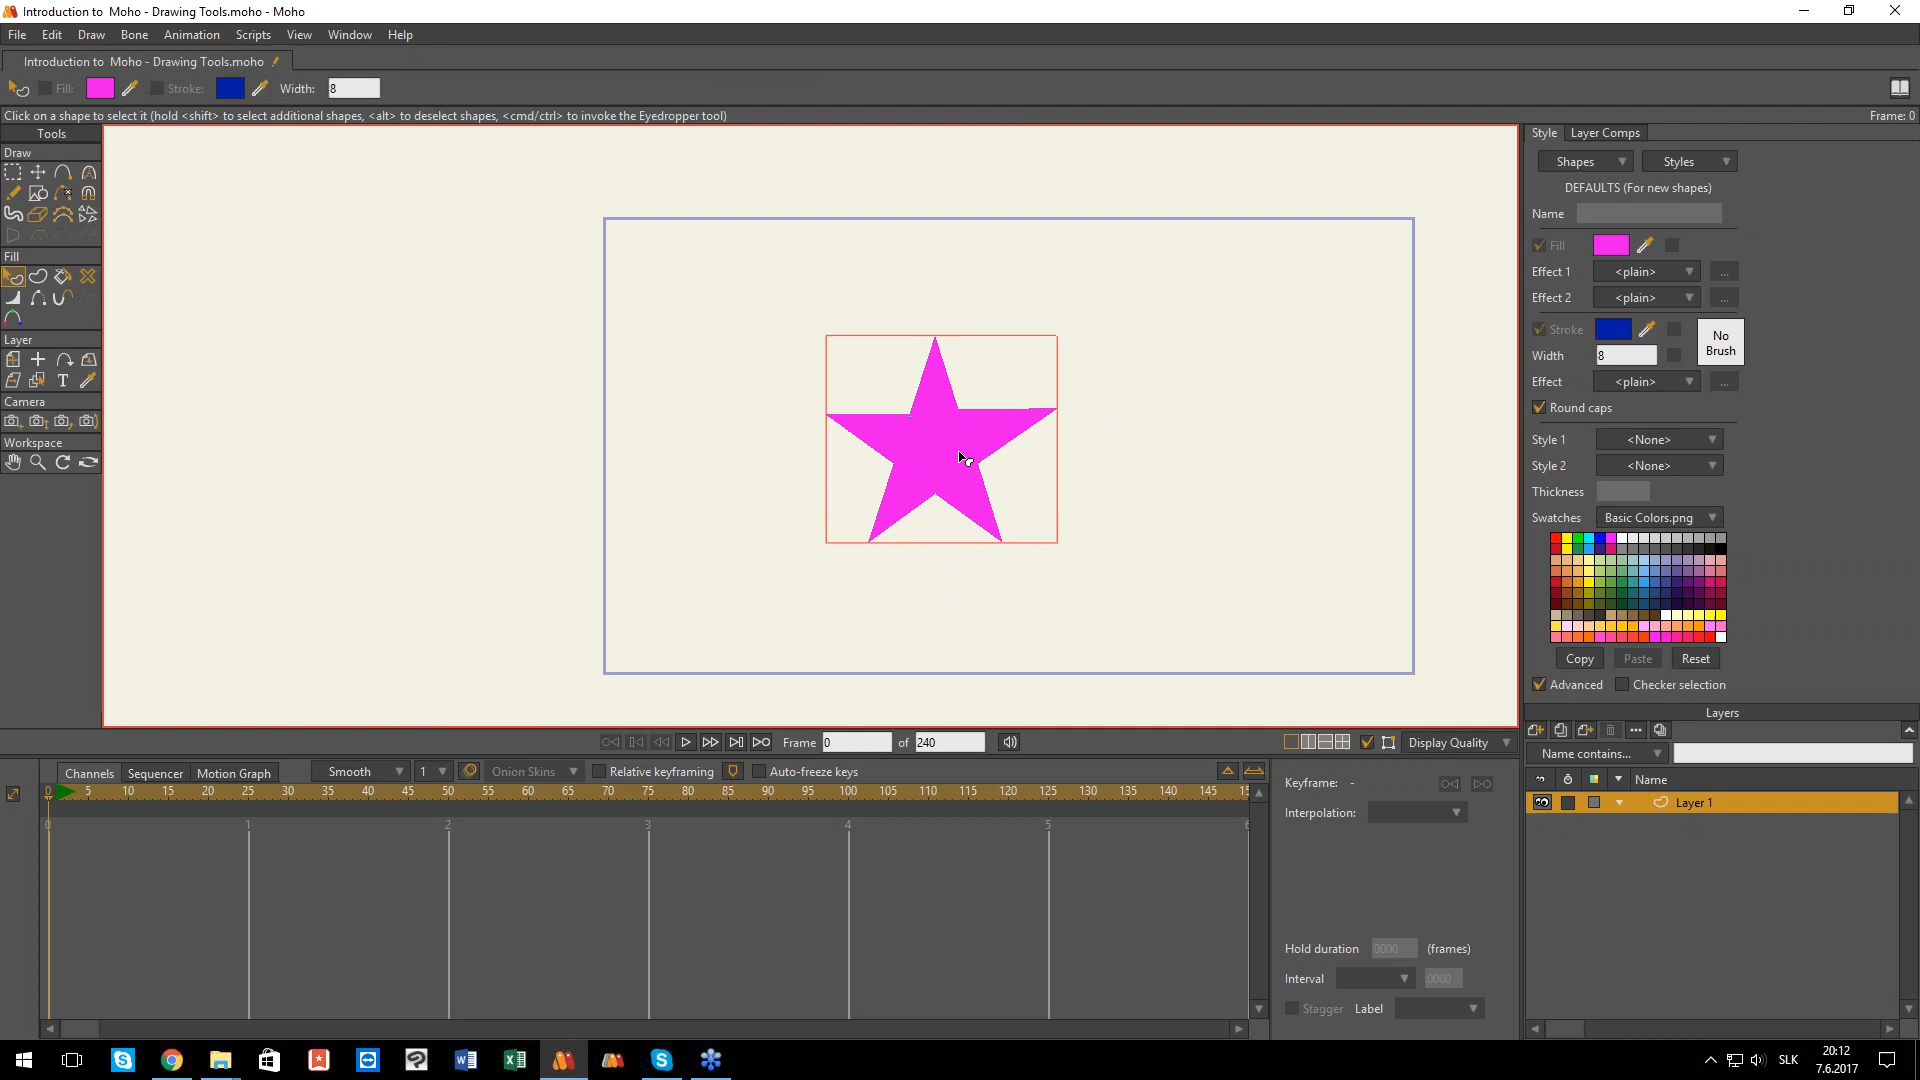 Introduction to  Moho - Drawing Tools.moho - Moho
File Edit Draw Bone Animation Scripts View Window Help
Introduction to  Moho - Drawing Tools.moho
Fill: Stroke: Width: 8
Click on a shape to select it (hold <shift> to select additional shapes, <alt> to deselect shapes, <cmd/ctrl> to invoke the Eyedropper tool) Frame: 0
Tools
Draw
Fill
Layer
Camera
Workspace
Style Layer Comps
Shapes Styles
DEFAULTS (For new shapes)
Name
Fill
Effect 1 <plain> ...
Effect 2 <plain> ...
Stroke
No Brush
Width 8
Effect <plain> ...
Round caps
Style 1 <None>
Style 2 <None>
Thickness
Swatches Basic Colors.png
Copy Paste Reset
Advanced Checker selection
Layers
Name contains...
Name
Layer 1
Frame 0 of 240 Display Quality
Channels Sequencer Motion Graph Smooth 1 Onion Skins Relative keyframing Auto-freeze keys
0 5 10 15 20 25 30 35 40 45 50 55 60 65 70 75 80 85 90 95 100 105 110 115 120 125 130 135 140 145 15
0 1 2 3 4 5 6
Keyframe: -
Interpolation:
Hold duration 0000 (frames)
Interval 0000
Stagger Label
SLK
20:12
7.6.2017